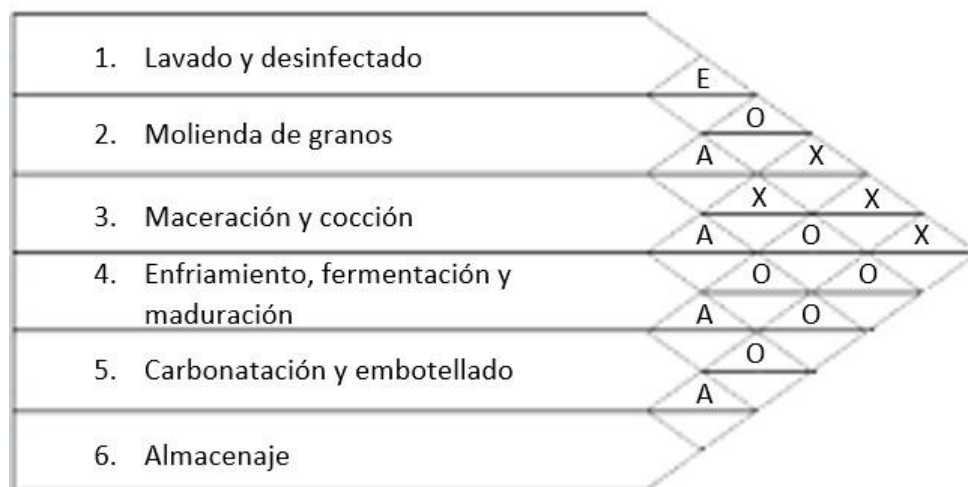 1. Lavado y desinfectado
E
O
2. Molienda de granos
A X
X X
3. Maceración y cocción
A O X
4. Enfriamiento, fermentación y
O O
maduración
A O
O
5. Carbonatación y embotellado
A
6. Almacenaje